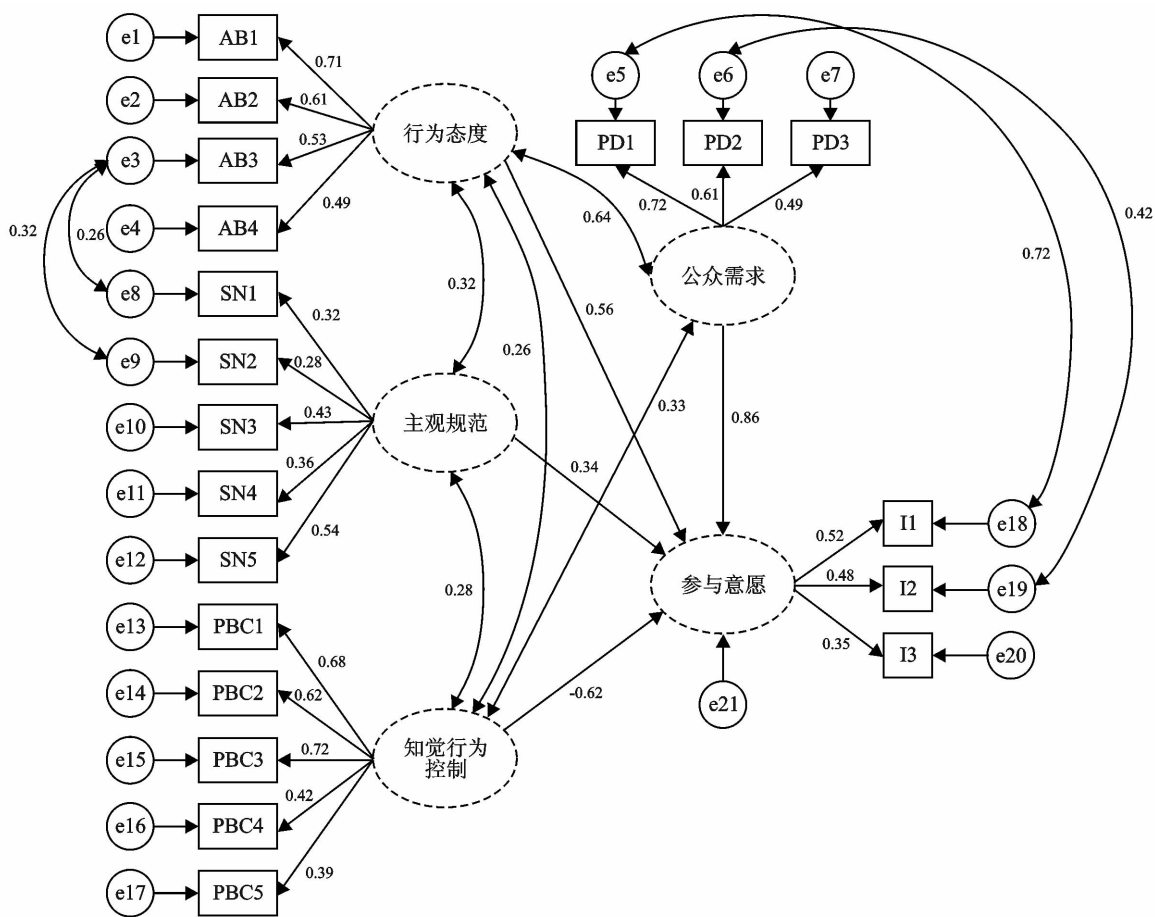 e1
AB1
0.71
e2
AB2
0.61
e3
AB3
0.53
e4
AB4
0.49
0.32
0.26
e8
SN1
0.32
e9
SN2
0.28
e10
SN3
0.43
e11
SN4
0.36
e12
SN5
0.54
e13
PBC1
0.68
e14
PBC2
0.62
e15
PBC3
0.72
e16
PBC4
0.42
e17
PBC5
0.39
行为态度
主观规范
知觉行为
控制
0.32
0.28
0.26
0.64
0.33
0.56
0.34
-0.62
0.86
e5
e6
e7
PD1
PD2
PD3
0.72
0.61
0.49
公众需求
参与意愿
e21
0.52
I1
e18
0.48
I2
e19
0.35
I3
e20
0.72
0.42